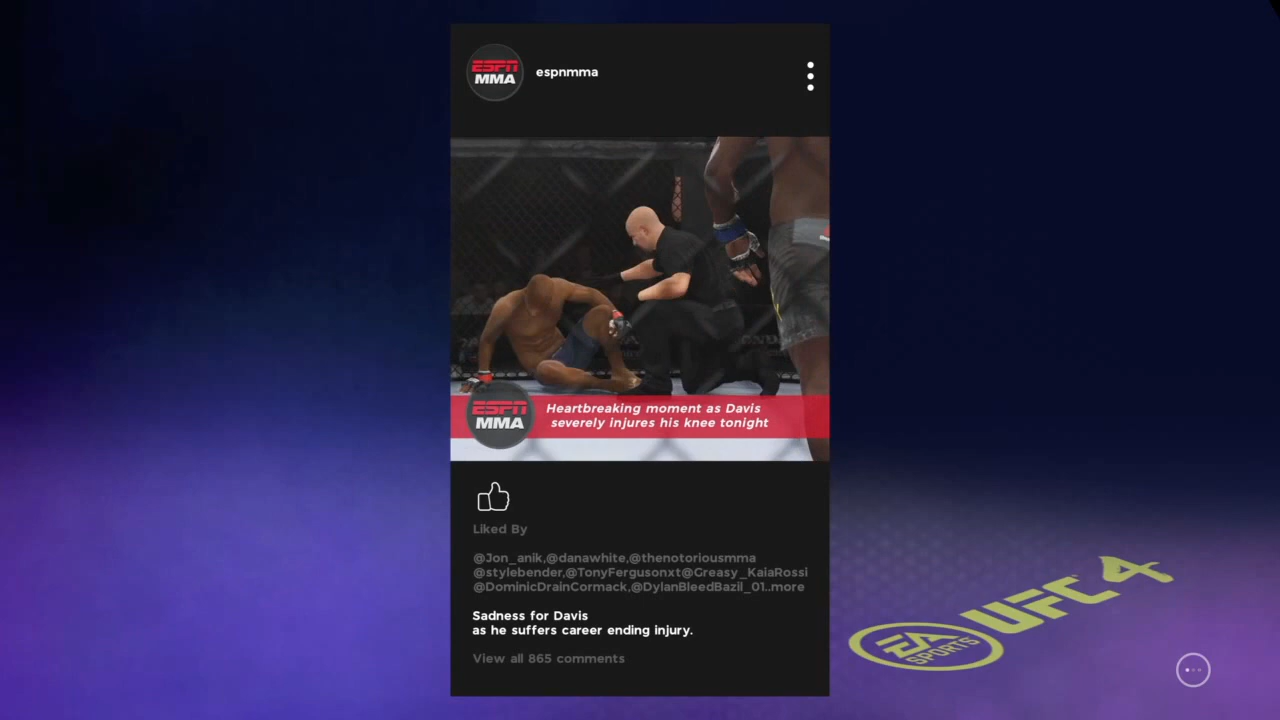 ESPN
MMA
espnmma
ESPN
MMA
Heartbreaking moment as Davis
severely injures his knee tonight
Liked By
@Jon_anik,@danawhite,@thenotoriousmma
@stylebender,@TonyFergusonxt@Greasy_KaiaRossi
@DominicDrainCormack,@DylanBleedBazil_01..more
Sadness for Davis
as he suffers career ending injury.
View all 865 comments
EA
SPORTS
UFC 4